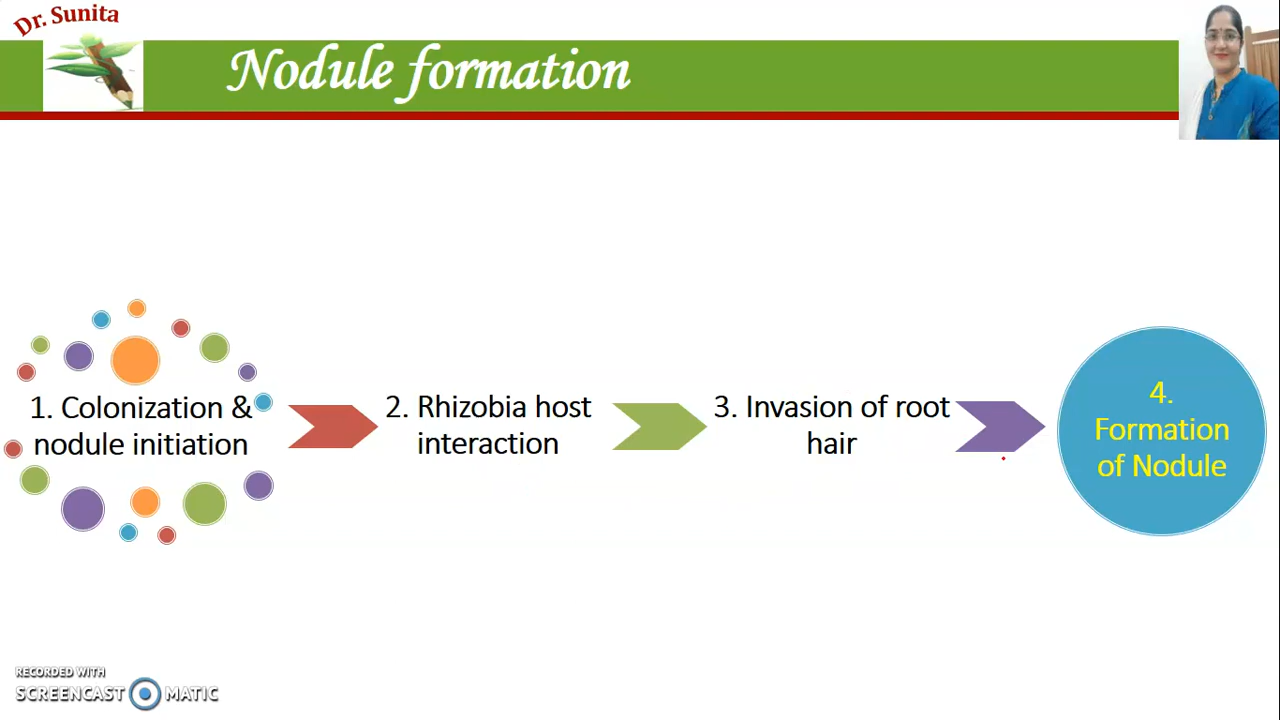 Dr. Sunita
Nodule formation
1. Colonization &
nodule initiation
2. Rhizobia host
interaction
3. Invasion of root
hair
4.
Formation
of Nodule
RECORDED WITH
SCREENCAST MATIC